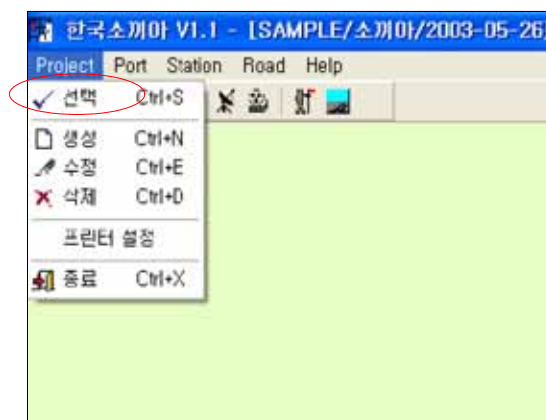 한국소끼아 V1.1 - [SAMPLE/소끼아/2003-05-26
Project Port Station Road Help
선택 Ctrl+S
생성 Ctrl+N
수정 Ctrl+E
삭제 Ctrl+D
프린터 설정
종료 Ctrl+X